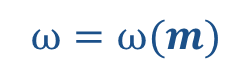 ω = ω(m)